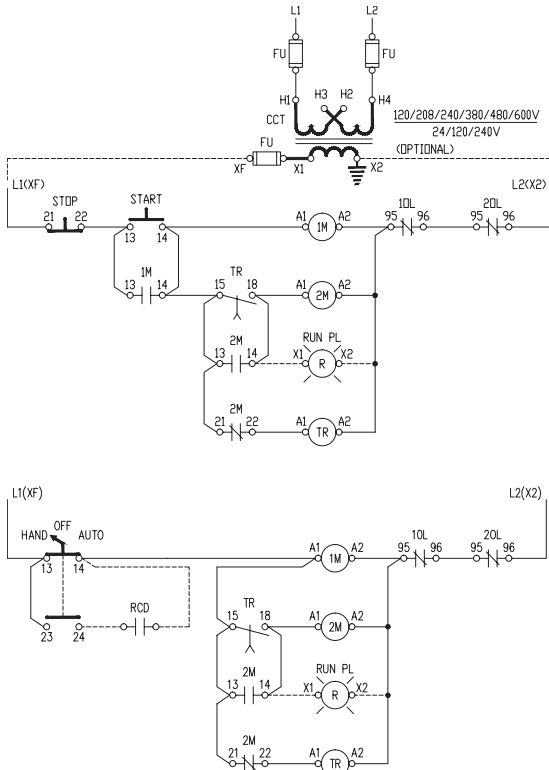 L1 L2
FU FU
H1 H3 H2 H4
CCT
120/208/240/380/480/600V
24/120/240V
(OPTIONAL)
FU
XF X1 X2
L1(XF) L2(X2)
STOP START 1OL 2OL
21 22 13 14 A1 1M A2 95 96 95 96
1M TR
13 14 15 18 A1 2M A2
2M RUN PL
13 14 X1 R X2
2M
21 22 A1 TR A2
L1(XF) L2(X2)
OFF
HAND AUTO 1OL 2OL
13 14 A1 1M A2 95 96 95 96
RCD TR
23 24 15 18 A1 2M A2
2M RUN PL
13 14 X1 R X2
2M
21 22 A1 TR A2